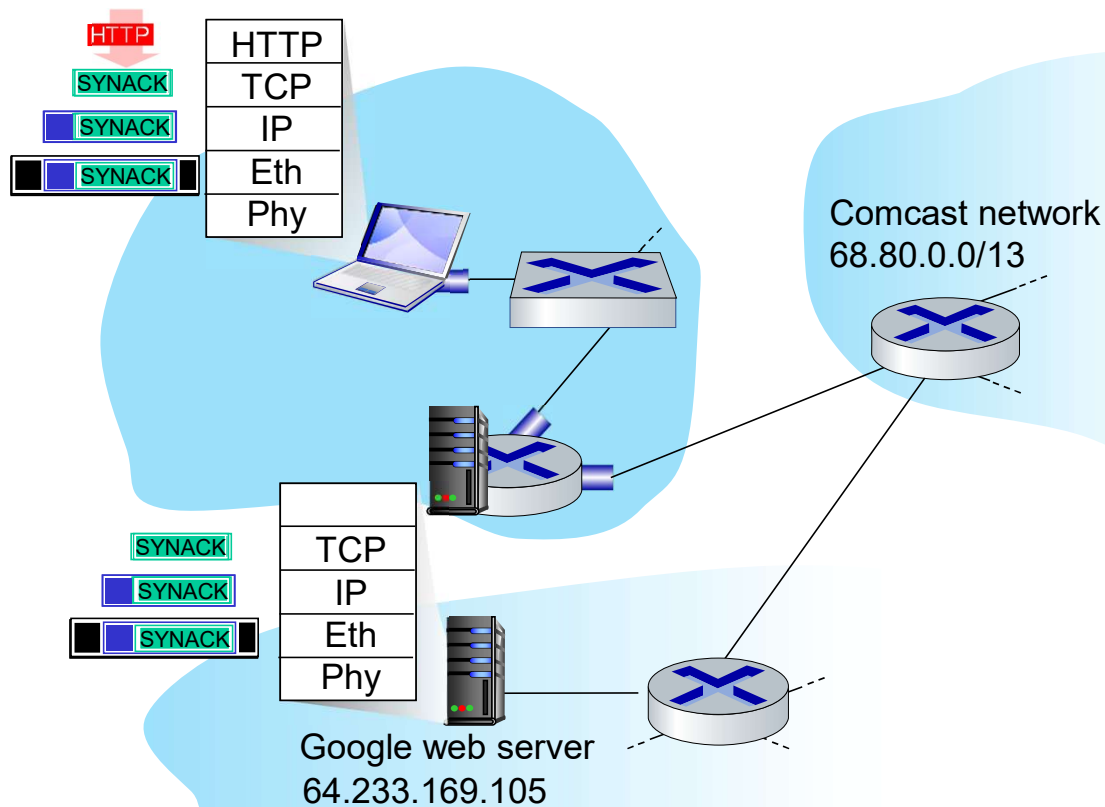 HTTP
HTTP
SYNACK
TCP
SYNACK
IP
SYNACK
Eth
Phy
Comcast network
68.80.0.0/13
SYNACK
TCP
SYNACK
IP
SYNACK
Eth
Phy
Google web server
64.233.169.105